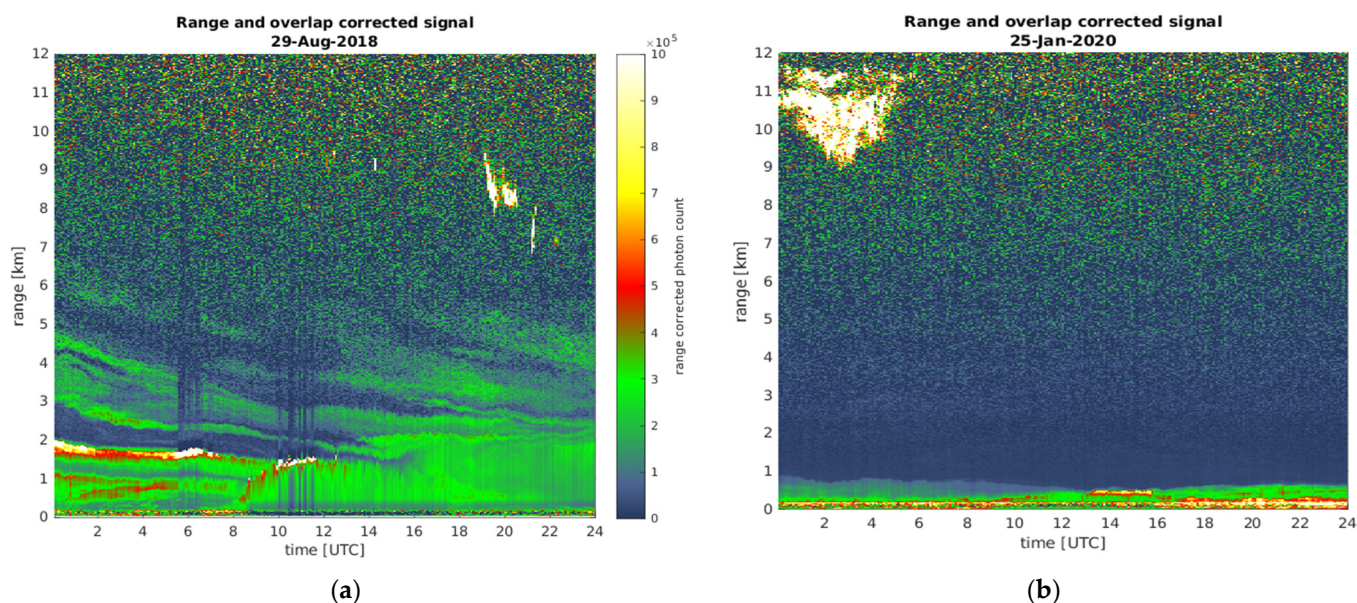 Range and overlap corrected signal
29-Aug-2018
×10⁵
12
11
10
9
8
7
6
5
4
3
2
1
0
range [km]
2 4 6 8 10 12 14 16 18 20 22 24
time [UTC]
10
9
8
7
6
5
4
3
2
1
0
range corrected photon count
(a)
Range and overlap corrected signal
25-Jan-2020
12
11
10
9
8
7
6
5
4
3
2
1
0
range [km]
2 4 6 8 10 12 14 16 18 20 22 24
time [UTC]
(b)